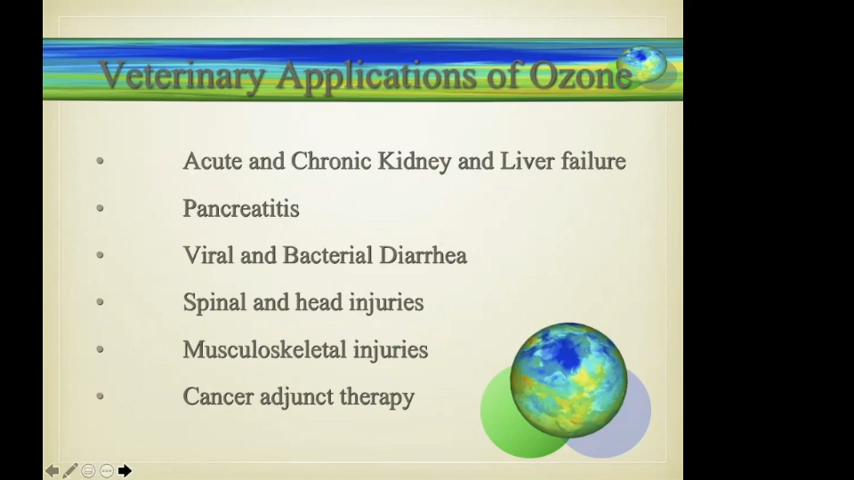 Veterinary Applications of Ozone
• Acute and Chronic Kidney and Liver failure
• Pancreatitis
• Viral and Bacterial Diarrhea
• Spinal and head injuries
• Musculoskeletal injuries
• Cancer adjunct therapy